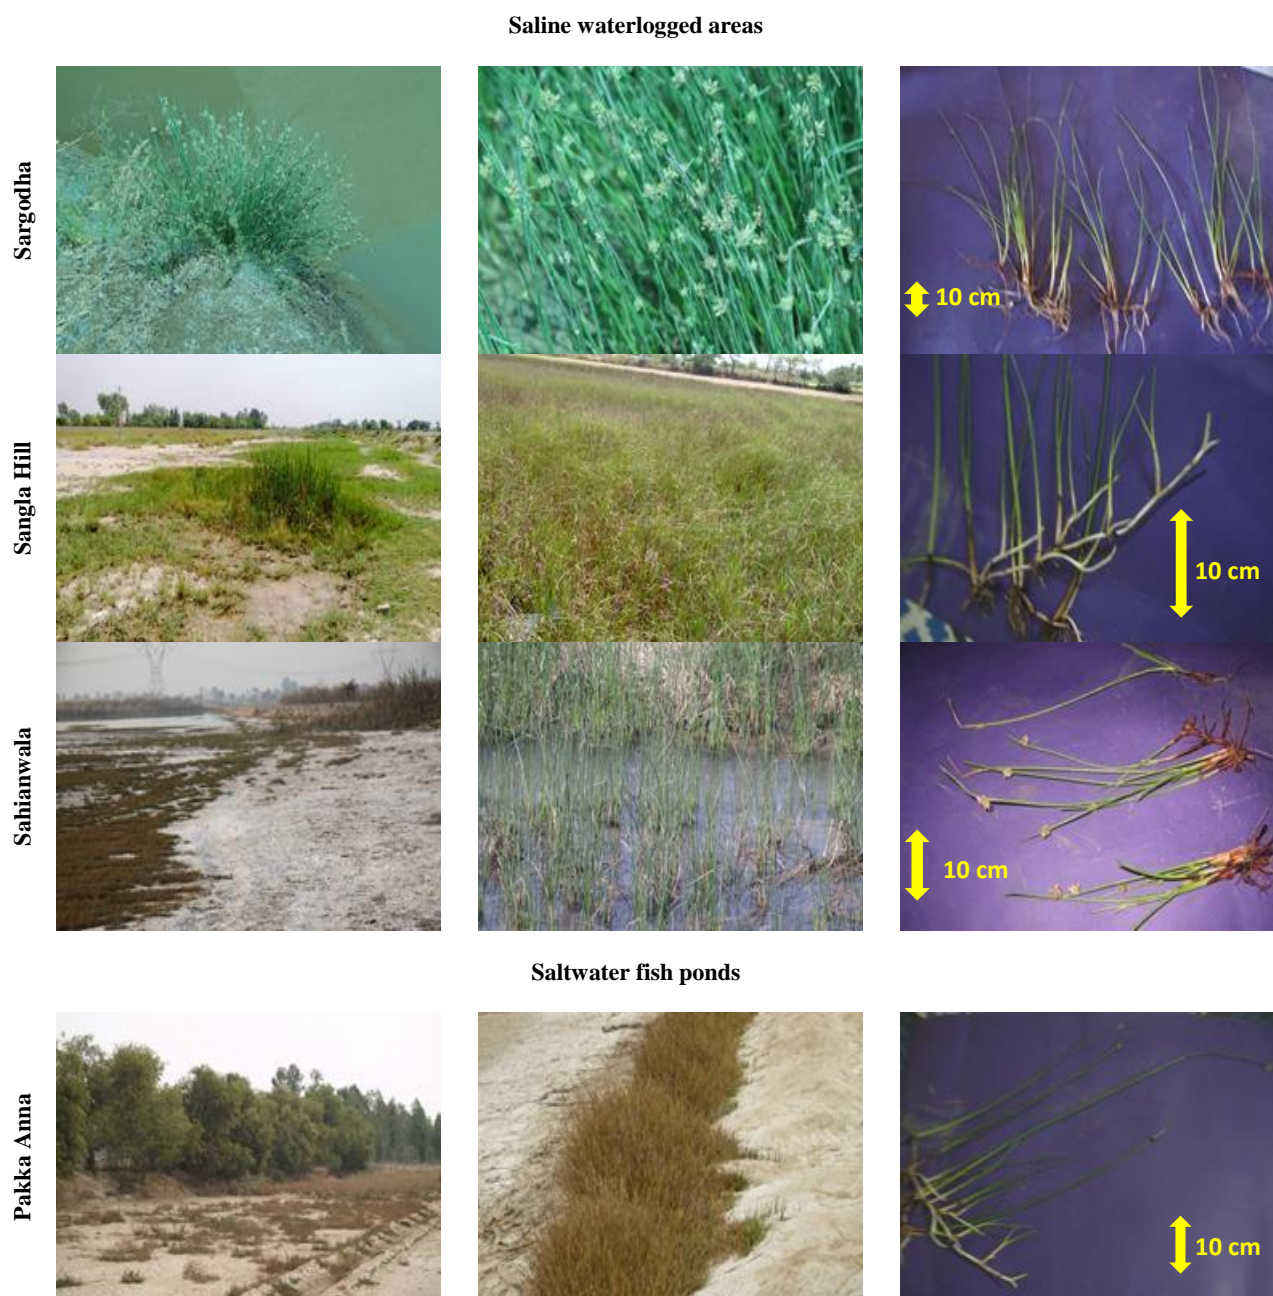 Saline waterlogged areas
Sargodha
10 cm
Sangla Hill
10 cm
Sahianwala
10 cm
Saltwater fish ponds
Pakka Anna
10 cm